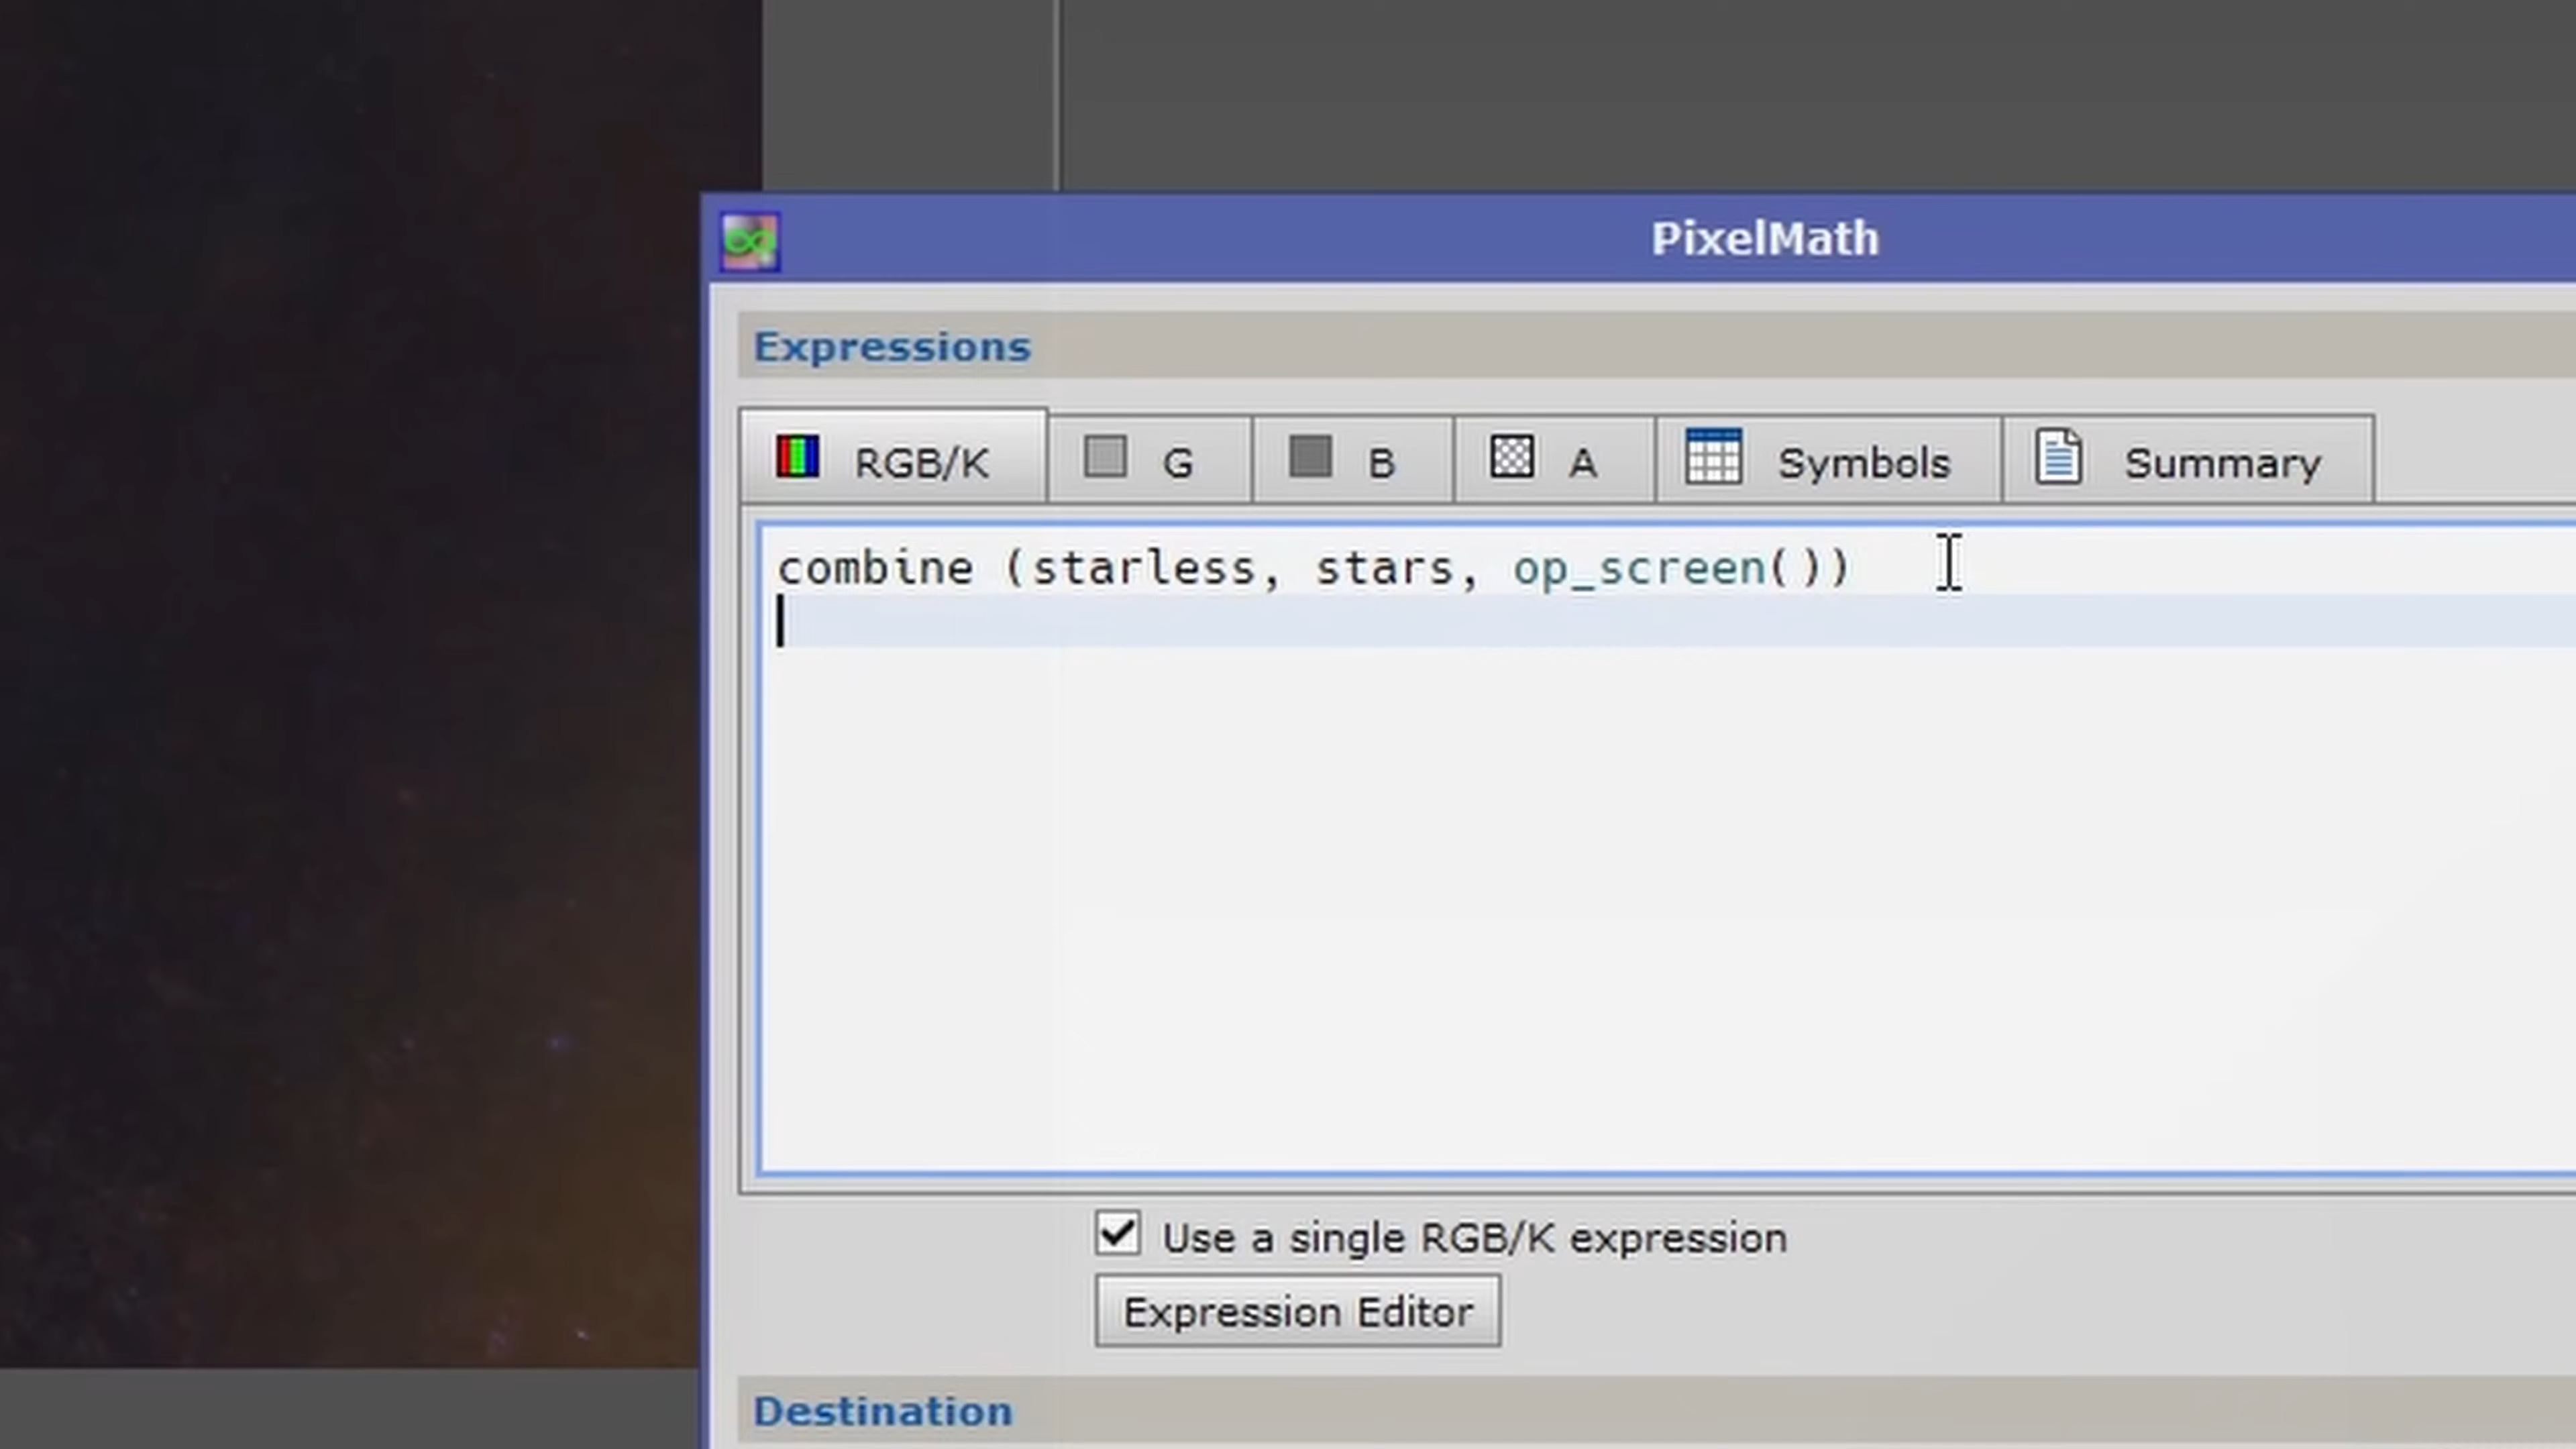 PixelMath
Expressions
RGB/K G B A Symbols Summary
combine (starless, stars, op_screen())
Use a single RGB/K expression
Expression Editor
Destination